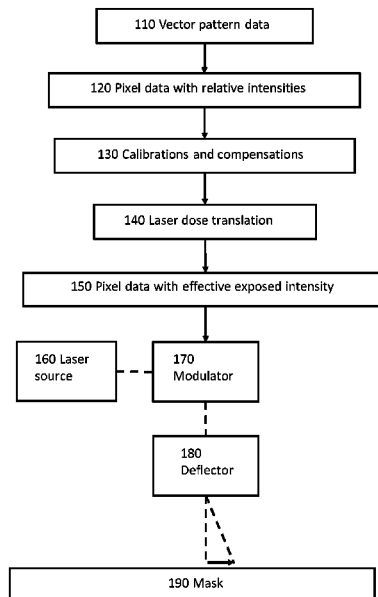 110 Vector pattern data
120 Pixel data with relative intensities
130 Calibrations and compensations
140 Laser dose translation
150 Pixel data with effective exposed intensity
160 Laser
source
170
Modulator
180
Deflector
190 Mask